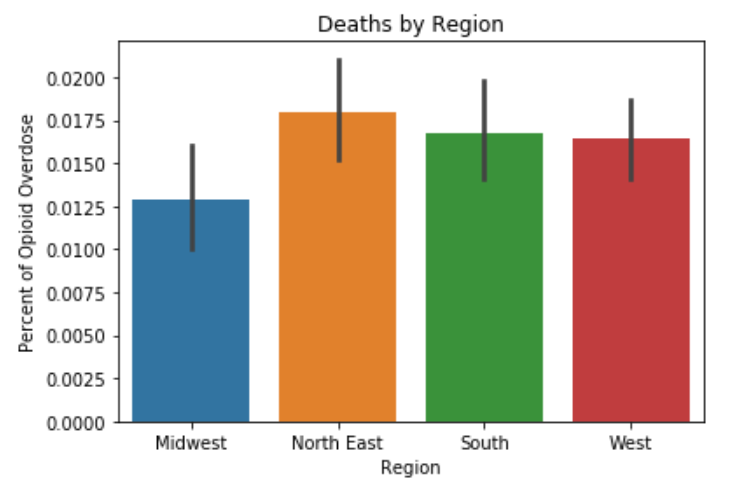 Deaths by Region
Percent of Opioid Overdose
0.0200
0.0175
0.0150
0.0125
0.0100
0.0075
0.0050
0.0025
0.0000
Midwest North East South West
Region